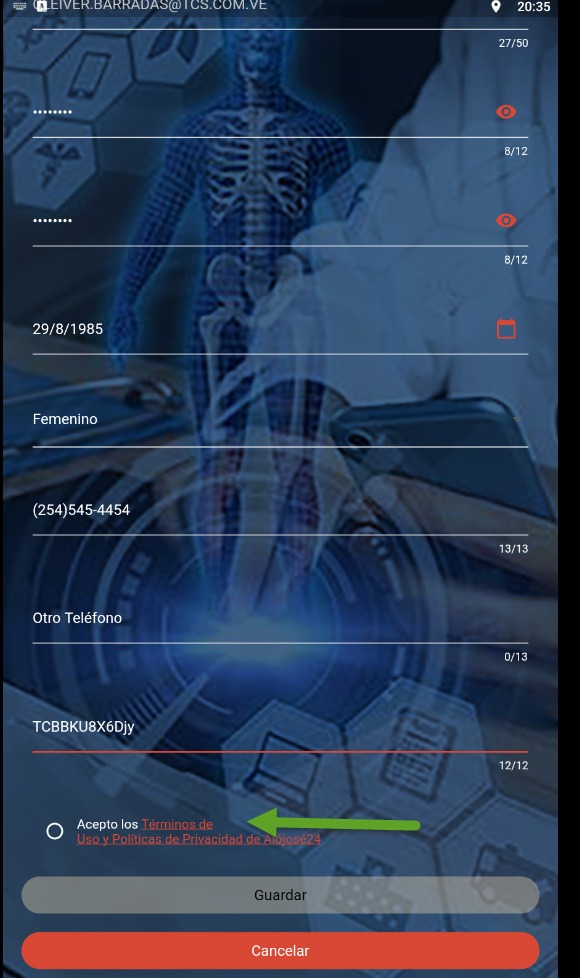 20:35
LEIVER.BARRADAS@TCS.COM.VE
27/50
••••••••
8/12
••••••••
8/12
29/8/1985
Femenino
(254)545-4454
13/13
Otro Teléfono
0/13
TCBBKU8X6Djy
12/12
Acepto los Términos de
Uso y Políticas de Privacidad de Alójosé24
Guardar
Cancelar